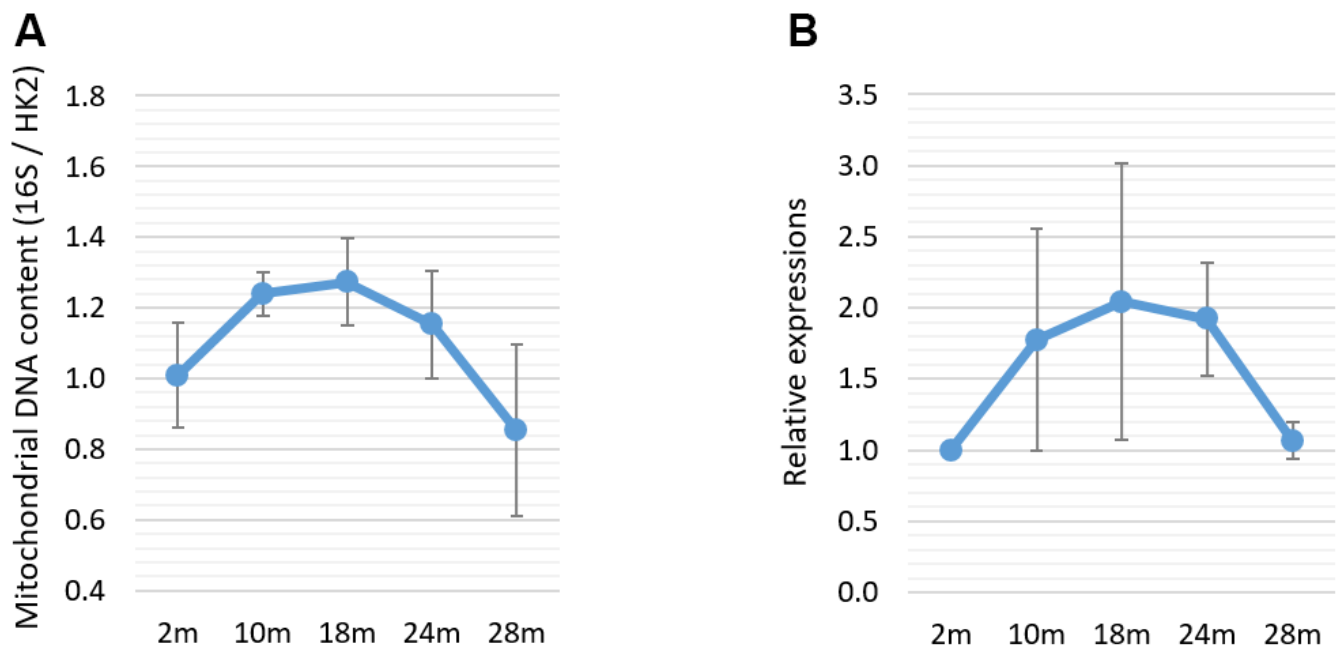 A
Mitochondrial DNA content (16S / HK2)
1.8
1.6
1.4
1.2
1.0
0.8
0.6
0.4
2m 10m 18m 24m 28m
B
Relative expressions
3.5
3.0
2.5
2.0
1.5
1.0
0.5
0.0
2m 10m 18m 24m 28m